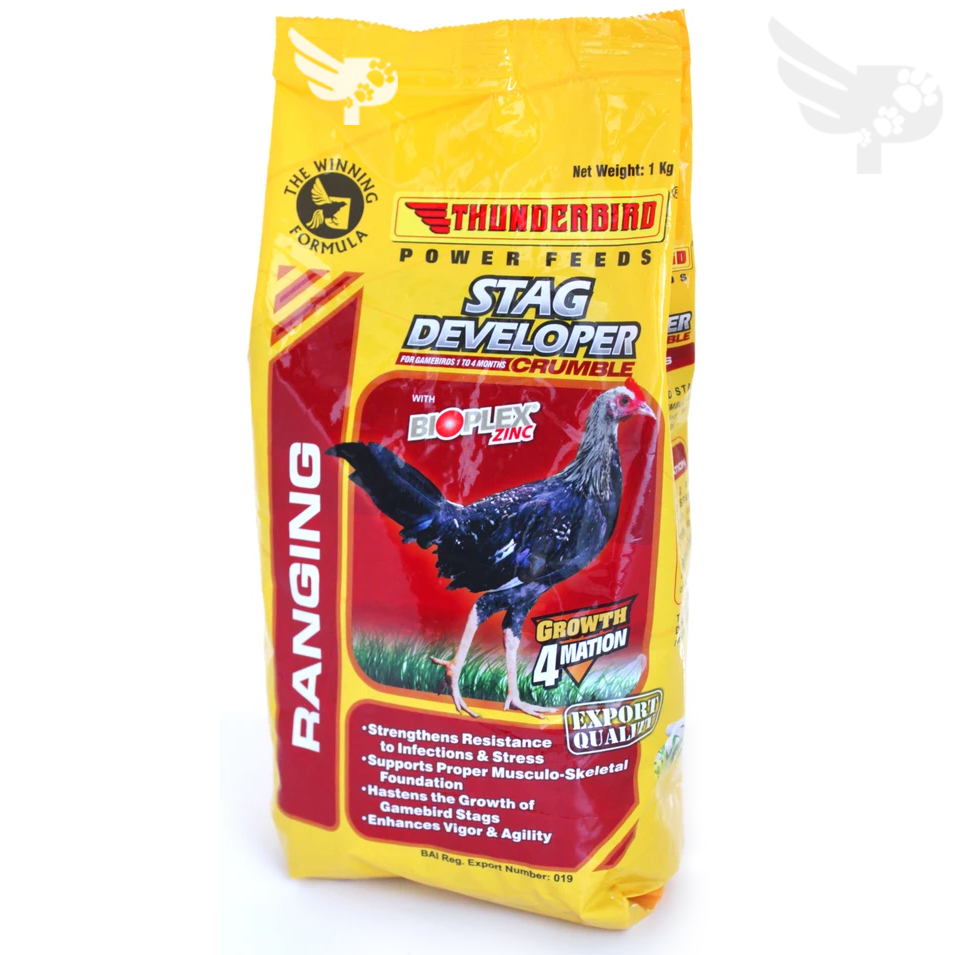 Net Weight: 1 Kg
THE WINNING
FORMULA
THUNDERBIRD®
POWER FEEDS
STAG
DEVELOPER
FOR GAMEBIRDS 1 TO 4 MONTHS CRUMBLE
WITH
BIOPLEX®
ZINC
RANGING
GROWTH
4MATION
EXPORT
QUALITY
•Strengthens Resistance
to Infections & Stress
•Supports Proper Musculo-Skeletal
Foundation
•Hastens the Growth of
Gamebird Stags
•Enhances Vigor & Agility
BAI Reg. Export Number: 019